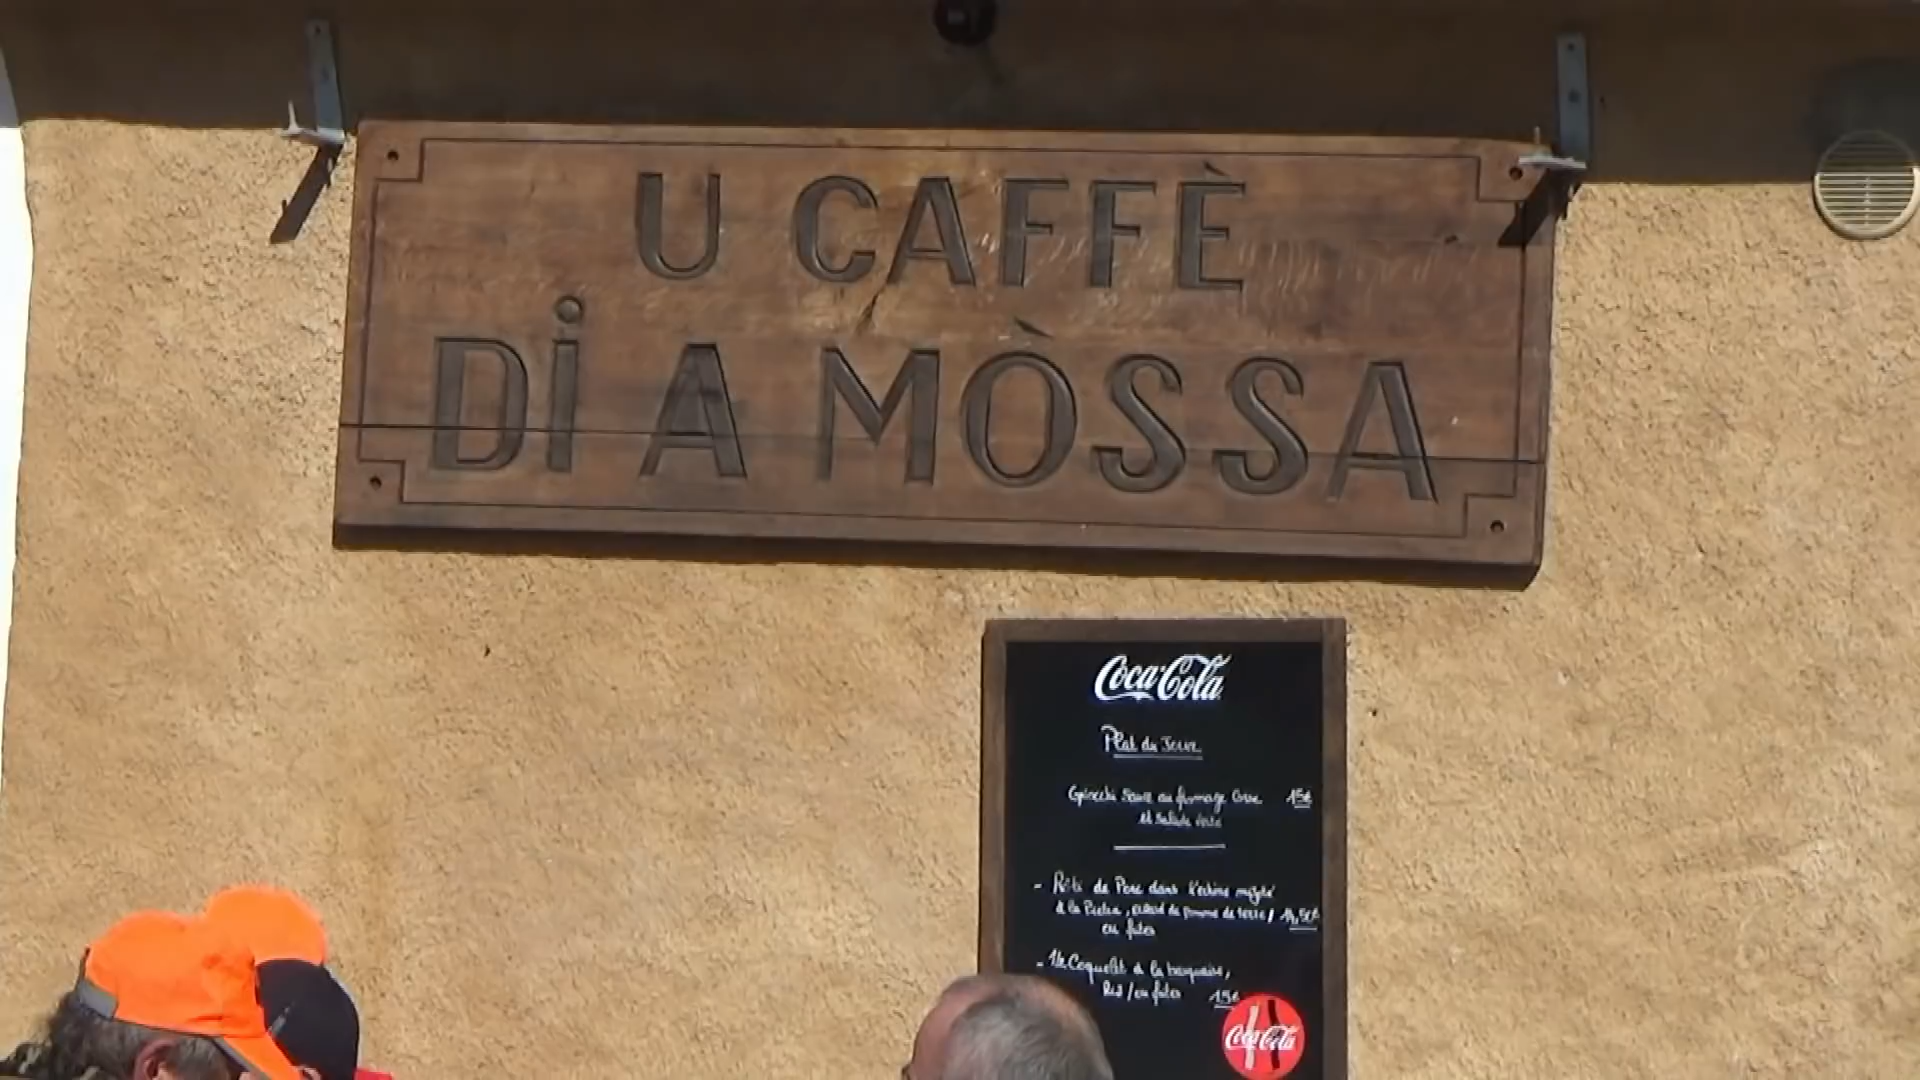 U CAFFÈ
Di A MÒSSA
Coca-Cola
Plat du Jour
Gnocchi Sauce au fromage Corse 15€
et Salade verte
- Rôti de Porc dans l'échine mijoté
à la Pietra, écrasé de pomme de terre / 14,50€
ou frites
- 1/2 Coquelet à la basquaise,
Riz / ou frites 15€
Coca-Cola